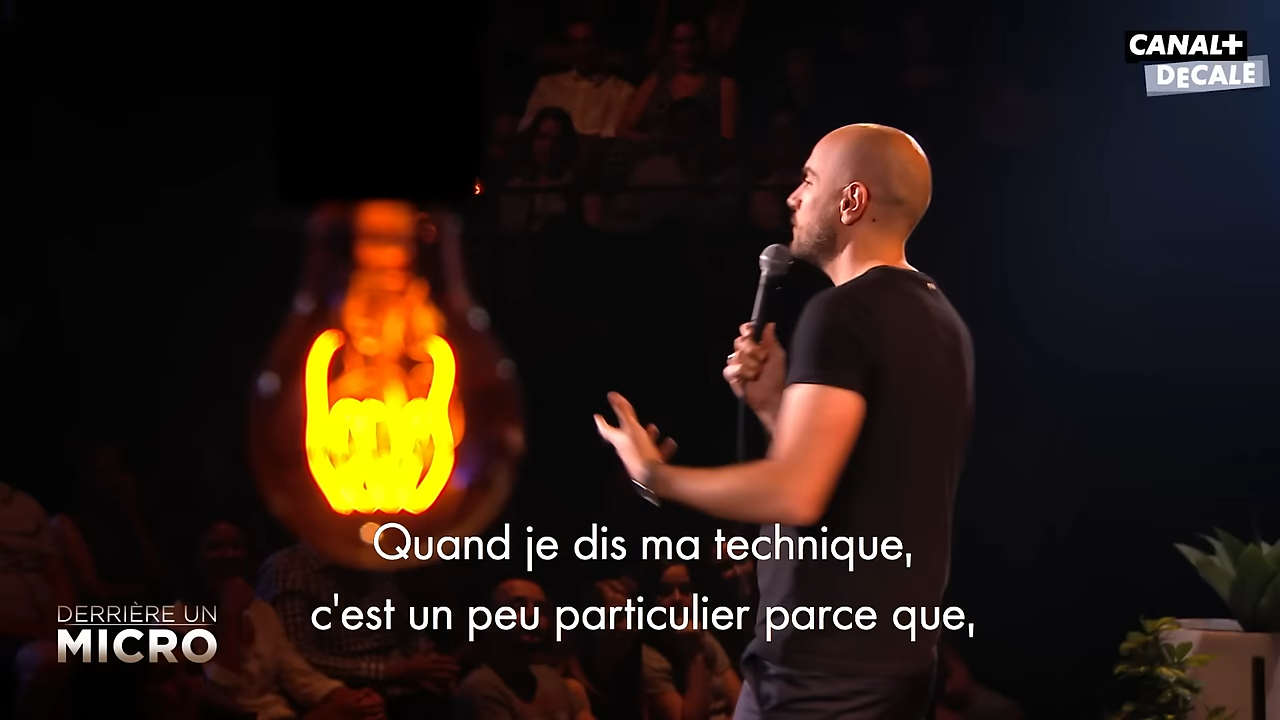 CANAL+
DECALE
Quand je dis ma technique,
c'est un peu particulier parce que,
DERRIÈRE UN
MICRO